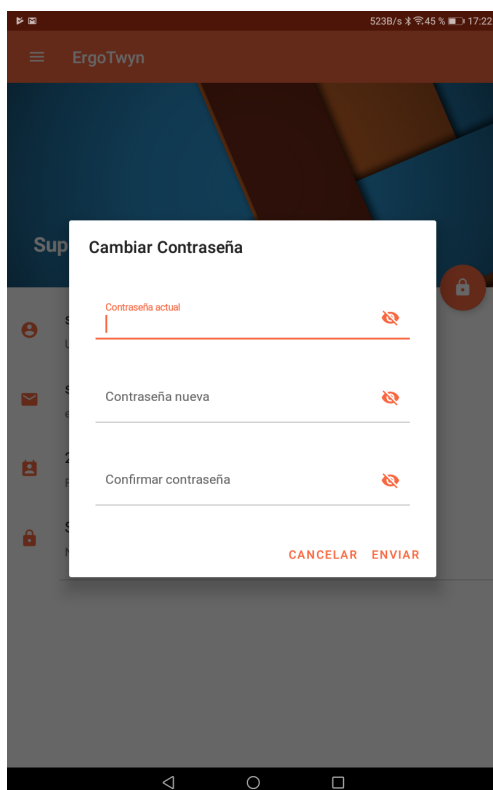 523B/s 45 % 17:22
ErgoTwyn
Sup
Cambiar Contraseña
Contraseña actual
Contraseña nueva
Confirmar contraseña
CANCELAR ENVIAR